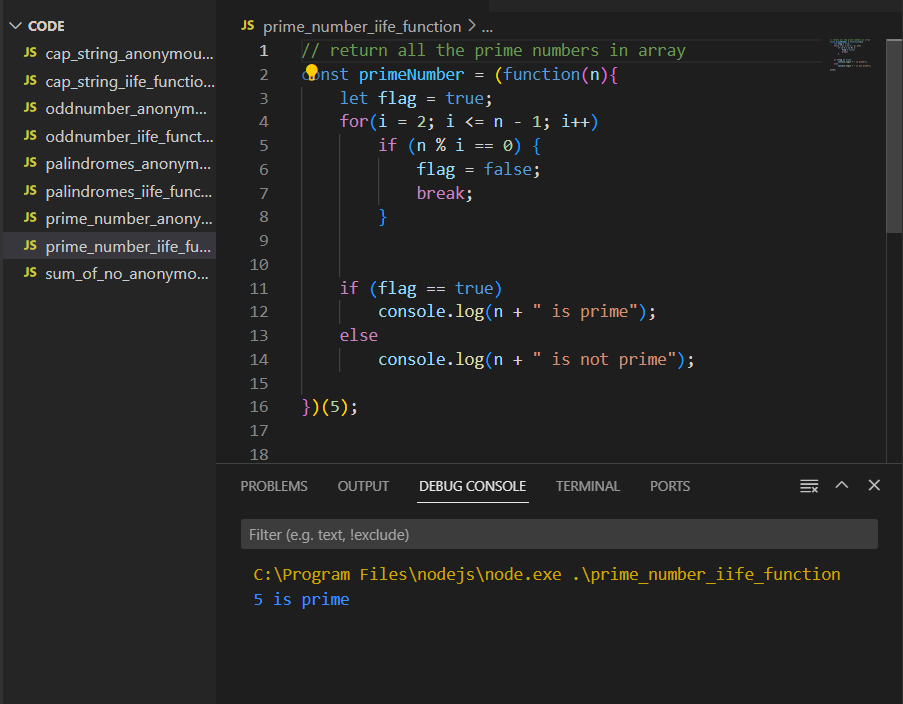 CODE
JS cap_string_anonymou...
JS cap_string_iife_functio...
JS oddnumber_anonym...
JS oddnumber_iife_funct...
JS palindromes_anonym...
JS palindromes_iife_func...
JS prime_number_anony...
JS prime_number_iife_fu...
JS sum_of_no_anonymo...
JS prime_number_iife_function > ...
1 // return all the prime numbers in array
2 const primeNumber = (function(n){
3 let flag = true;
4 for(i = 2; i <= n - 1; i++)
5 if (n % i == 0) {
6 flag = false;
7 break;
8 }
9
10
11 if (flag == true)
12 console.log(n + " is prime");
13 else
14 console.log(n + " is not prime");
15
16 })(5);
17
18
PROBLEMS OUTPUT DEBUG CONSOLE TERMINAL PORTS
Filter (e.g. text, !exclude)
C:\Program Files\nodejs\node.exe .\prime_number_iife_function
5 is prime